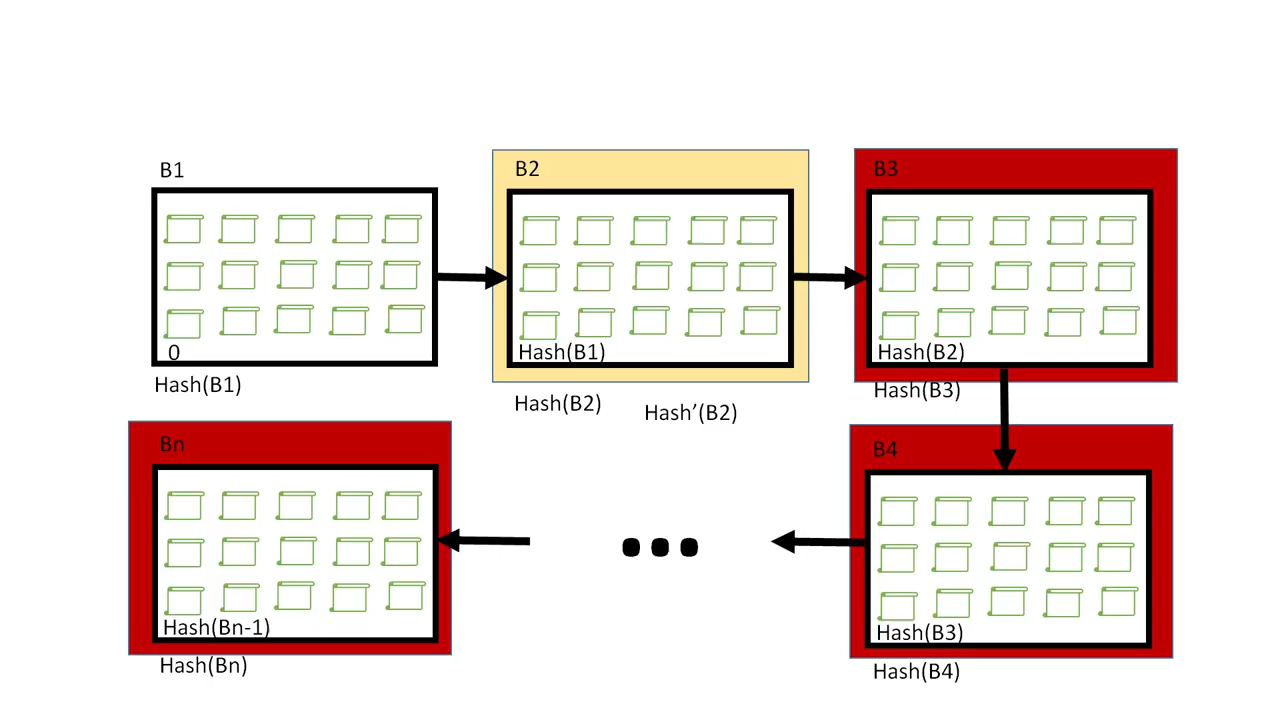 B1
0
Hash(B1)
B2
Hash(B1)
Hash(B2)
Hash’(B2)
B3
Hash(B2)
Hash(B3)
B4
Hash(B3)
Hash(B4)
Bn
Hash(Bn-1)
Hash(Bn)